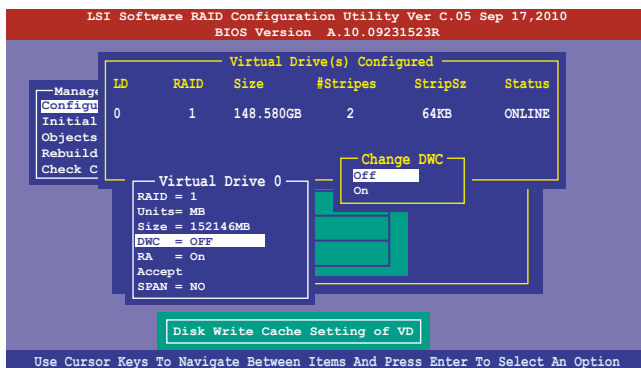 LSI Software RAID Configuration Utility Ver C.05 Sep 17,2010
BIOS Version A.10.09231523R
Virtual Drive(s) Configured
LD RAID Size #Stripes StripSz Status
0 1 148.580GB 2 64KB ONLINE
Manage
Configu
Initial
Objects
Rebuild
Check C
Change DWC
Off
On
Virtual Drive 0
RAID = 1
Units= MB
Size = 152146MB
DWC = OFF
RA = On
Accept
SPAN = NO
Disk Write Cache Setting of VD
Use Cursor Keys To Navigate Between Items And Press Enter To Select An Option